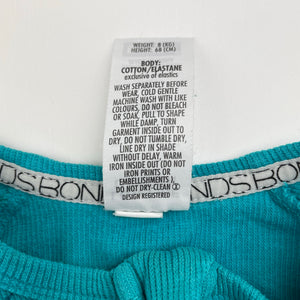 WEIGHT: 8 (KG)
HEIGHT: 68 (CM)
BODY:
COTTON/ELASTANE
exclusive of elastics
WASH SEPARATELY BEFORE
WEAR, COLD GENTLE
MACHINE WASH WITH LIKE
COLOURS, DO NOT BLEACH
OR SOAK, PULL TO SHAPE
WHILE DAMP, TURN
GARMENT INSIDE OUT TO
DRY, DO NOT TUMBLE DRY,
LINE DRY IN SHADE
WITHOUT DELAY, WARM
IRON INSIDE OUT (DO NOT
IRON PRINTS OR
EMBELLISHMENTS),
DO NOT DRY-CLEAN
DESIGN REGISTERED
DSBON
NDSBO